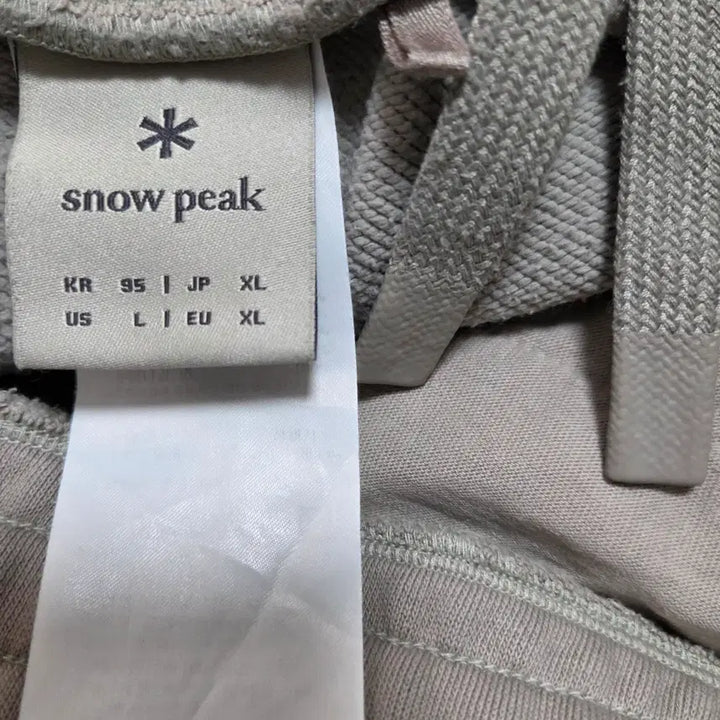 snow peak
KR 95 | JP XL
US L | EU XL